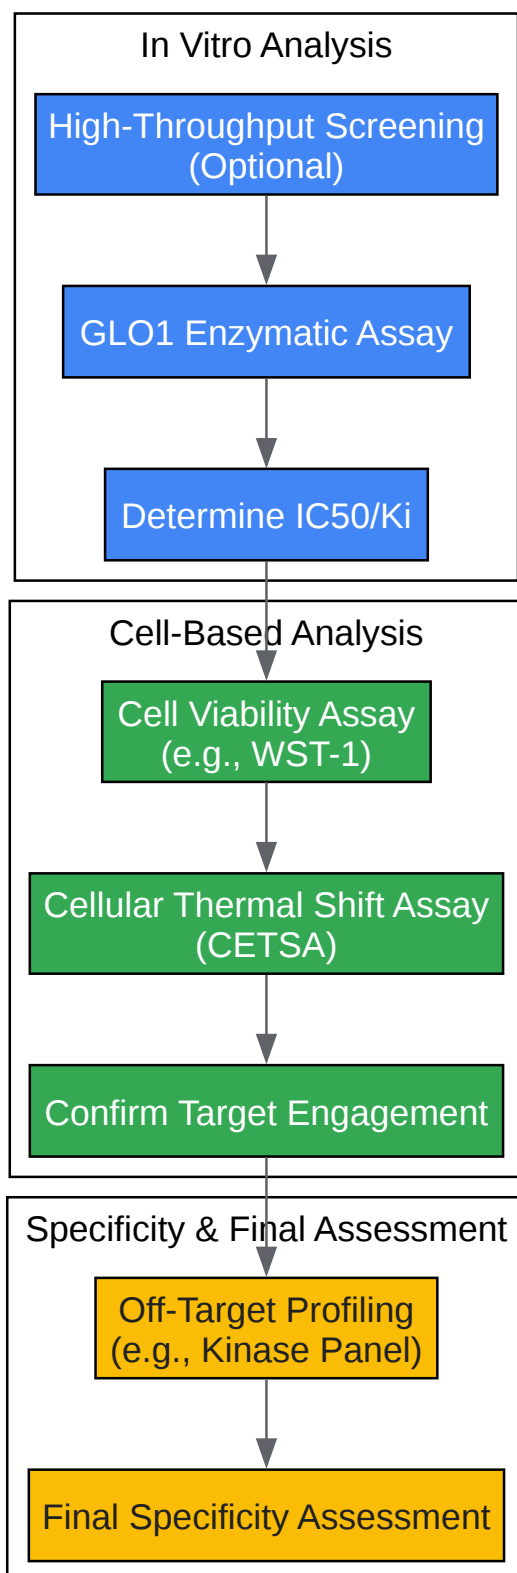 In Vitro Analysis
High-Throughput Screening
(Optional)
GLO1 Enzymatic Assay
Determine IC50/Ki
Cell-Based Analysis
Cell Viability Assay
(e.g., WST-1)
Cellular Thermal Shift Assay
(CETSA)
Confirm Target Engagement
Specificity & Final Assessment
Off-Target Profiling
(e.g., Kinase Panel)
Final Specificity Assessment